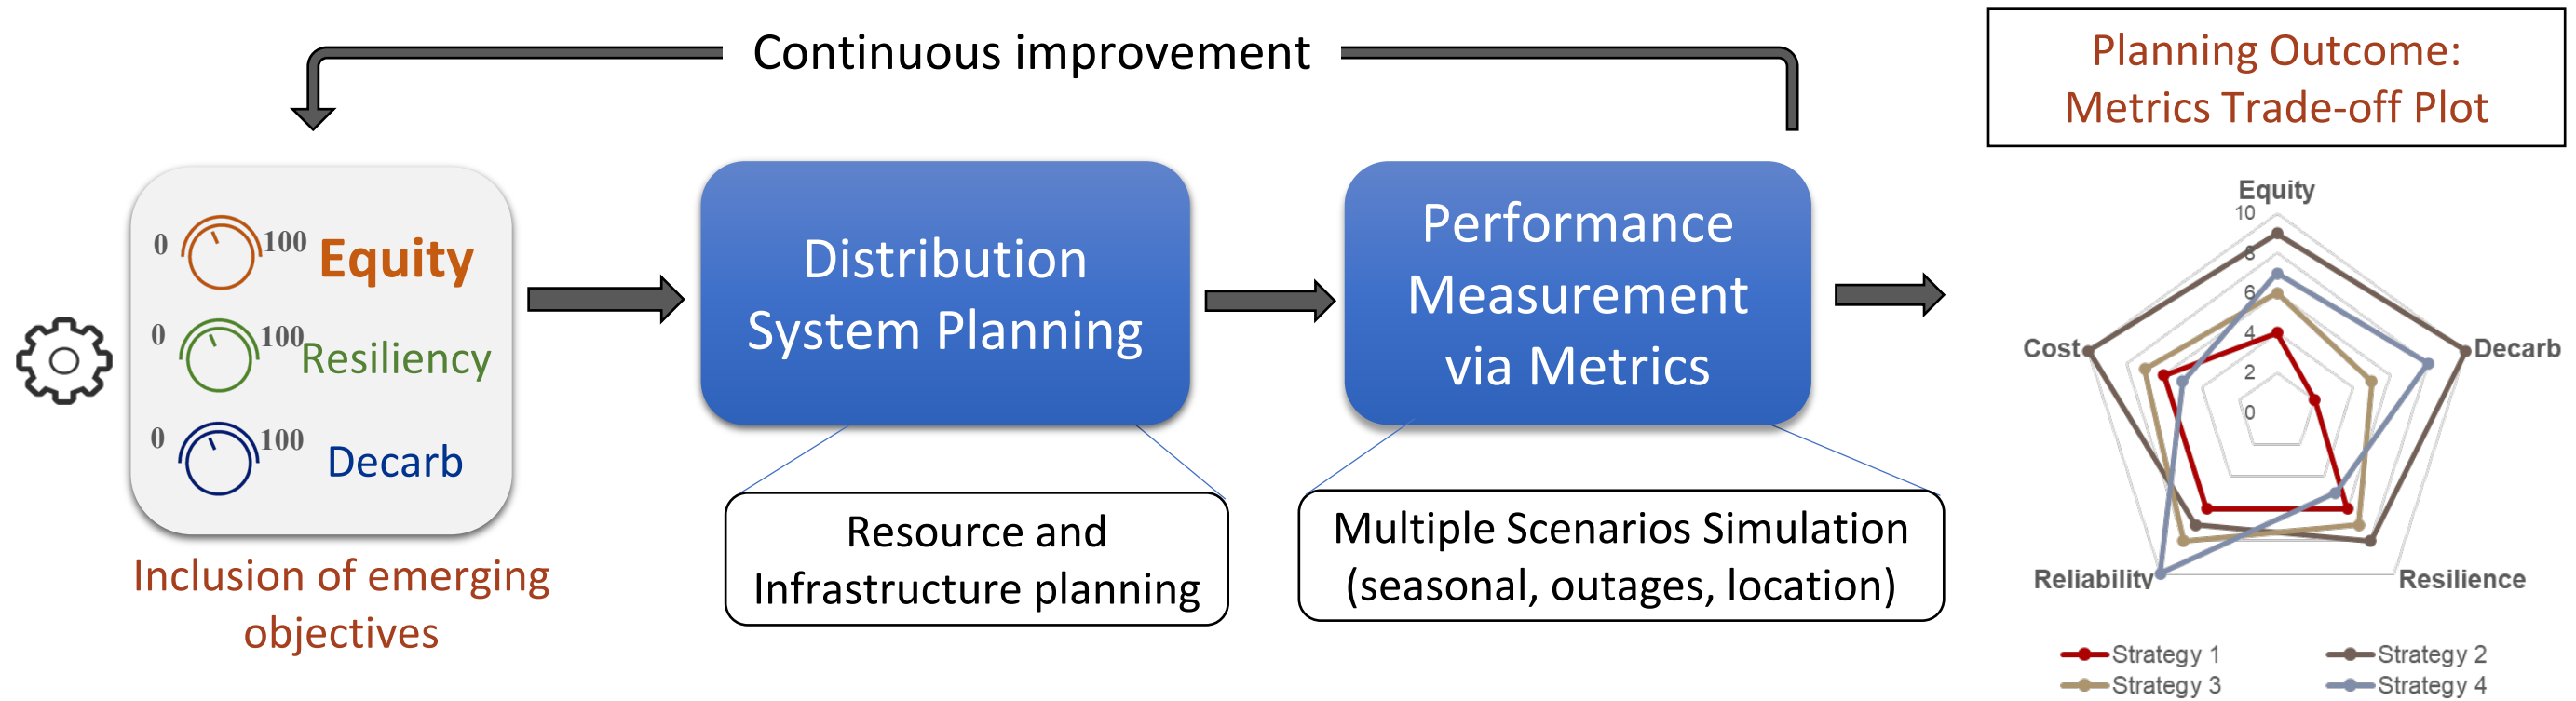 Continuous improvement
0
100
Equity
0
100
Resiliency
0
100
Decarb
Inclusion of emerging
objectives
Distribution
System Planning
Resource and
Infrastructure planning
Performance
Measurement
via Metrics
Multiple Scenarios Simulation
(seasonal, outages, location)
Planning Outcome:
Metrics Trade-off Plot
Equity
10
8
6
4
2
0
Cost
Decarb
Reliability
Resilience
Strategy 1
Strategy 2
Strategy 3
Strategy 4